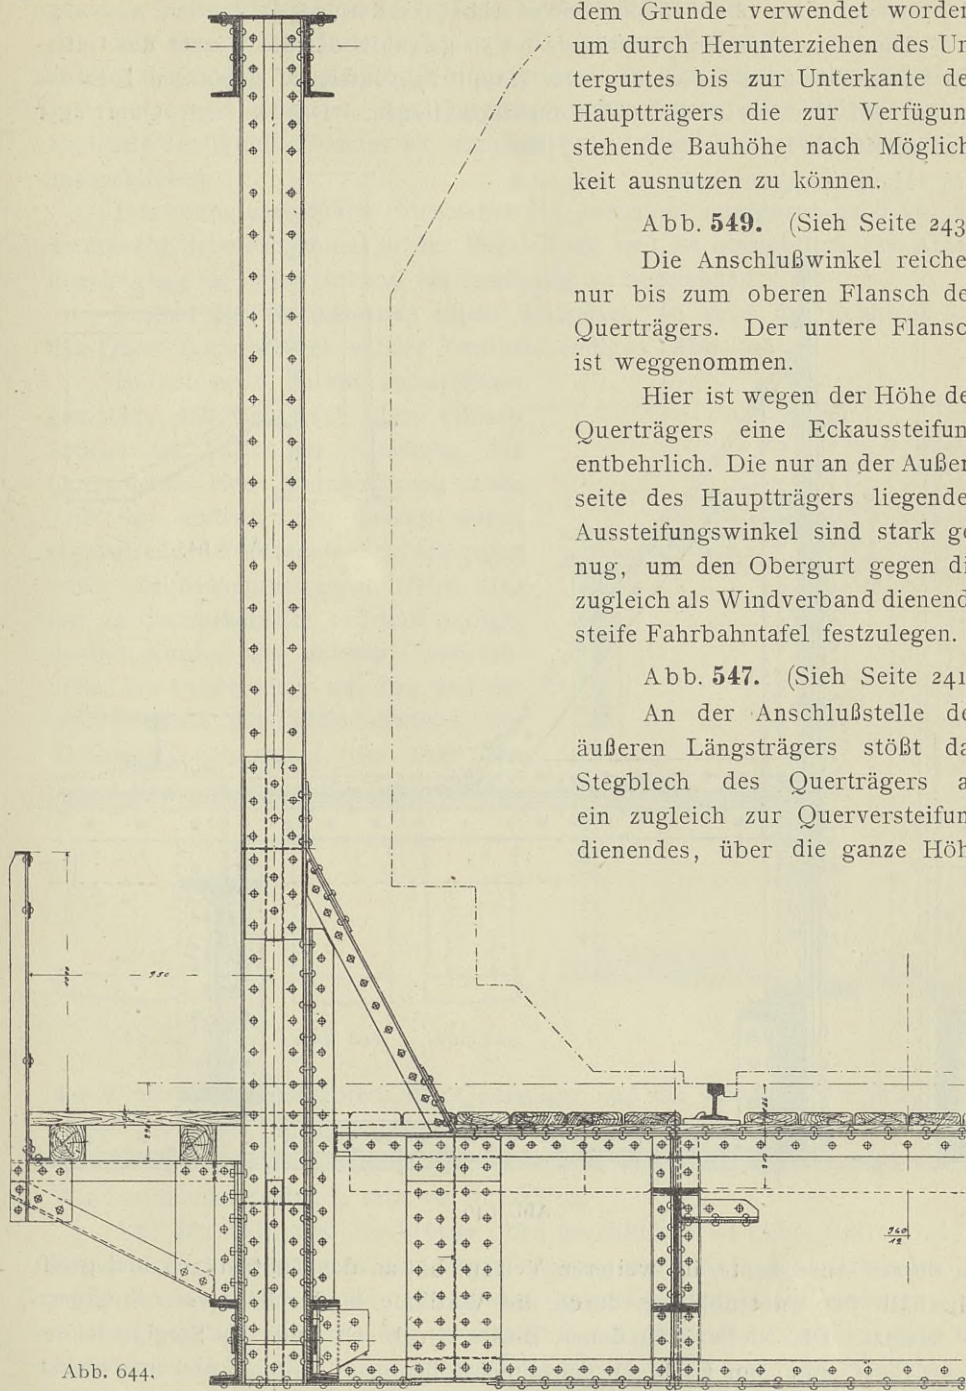 dem Grunde verwendet worden
um durch Herunterziehen des Un
tergurtes bis zur Unterkante de
Hauptträgers die zur Verfügun
stehende Bauhöhe nach Möglich
keit ausnutzen zu können.
Abb. 549. (Sieh Seite 243
Die Anschlußwinkel reiche
nur bis zum oberen Flansch de
Querträgers. Der untere Flansc
ist weggenommen.
Hier ist wegen der Höhe de
Querträgers eine Eckaussteifun
entbehrlich. Die nur an der Außen
seite des Hauptträgers liegende
Aussteifungswinkel sind stark ge
nug, um den Obergurt gegen di
zugleich als Windverband dienend
steife Fahrbahntafel festzulegen.
Abb. 547. (Sieh Seite 241
An der Anschlußstelle de
äußeren Längsträgers stößt da
Stegblech des Querträgers a
ein zugleich zur Querversteifun
dienendes, über die ganze Höh
950
940
12
Abb. 644.